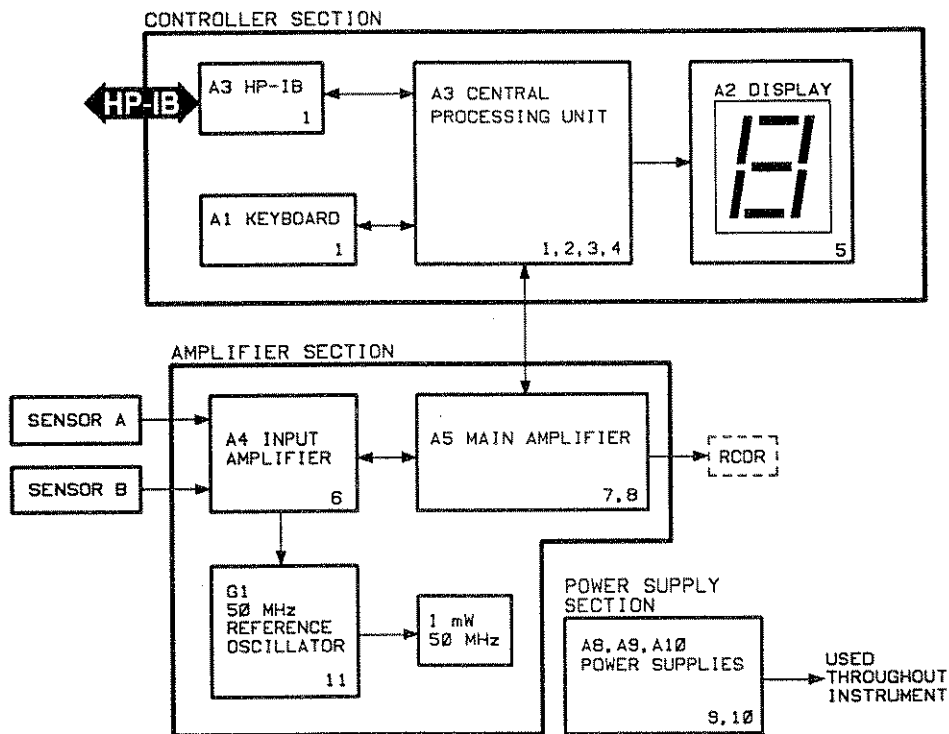 CONTROLLER SECTION
HP-IB
A3 HP-IB
1
A3 CENTRAL
PROCESSING UNIT
1,2,3,4
A2 DISPLAY
8
5
A1 KEYBOARD
1
AMPLIFIER SECTION
SENSOR A
SENSOR B
A4 INPUT
AMPLIFIER
6
A5 MAIN AMPLIFIER
7,8
RCDR
G1
50 MHz
REFERENCE
OSCILLATOR
11
1 mW
50 MHz
POWER SUPPLY
SECTION
A8,A9,A10
POWER SUPPLIES
9,10
USED
THROUGHOUT
INSTRUMENT